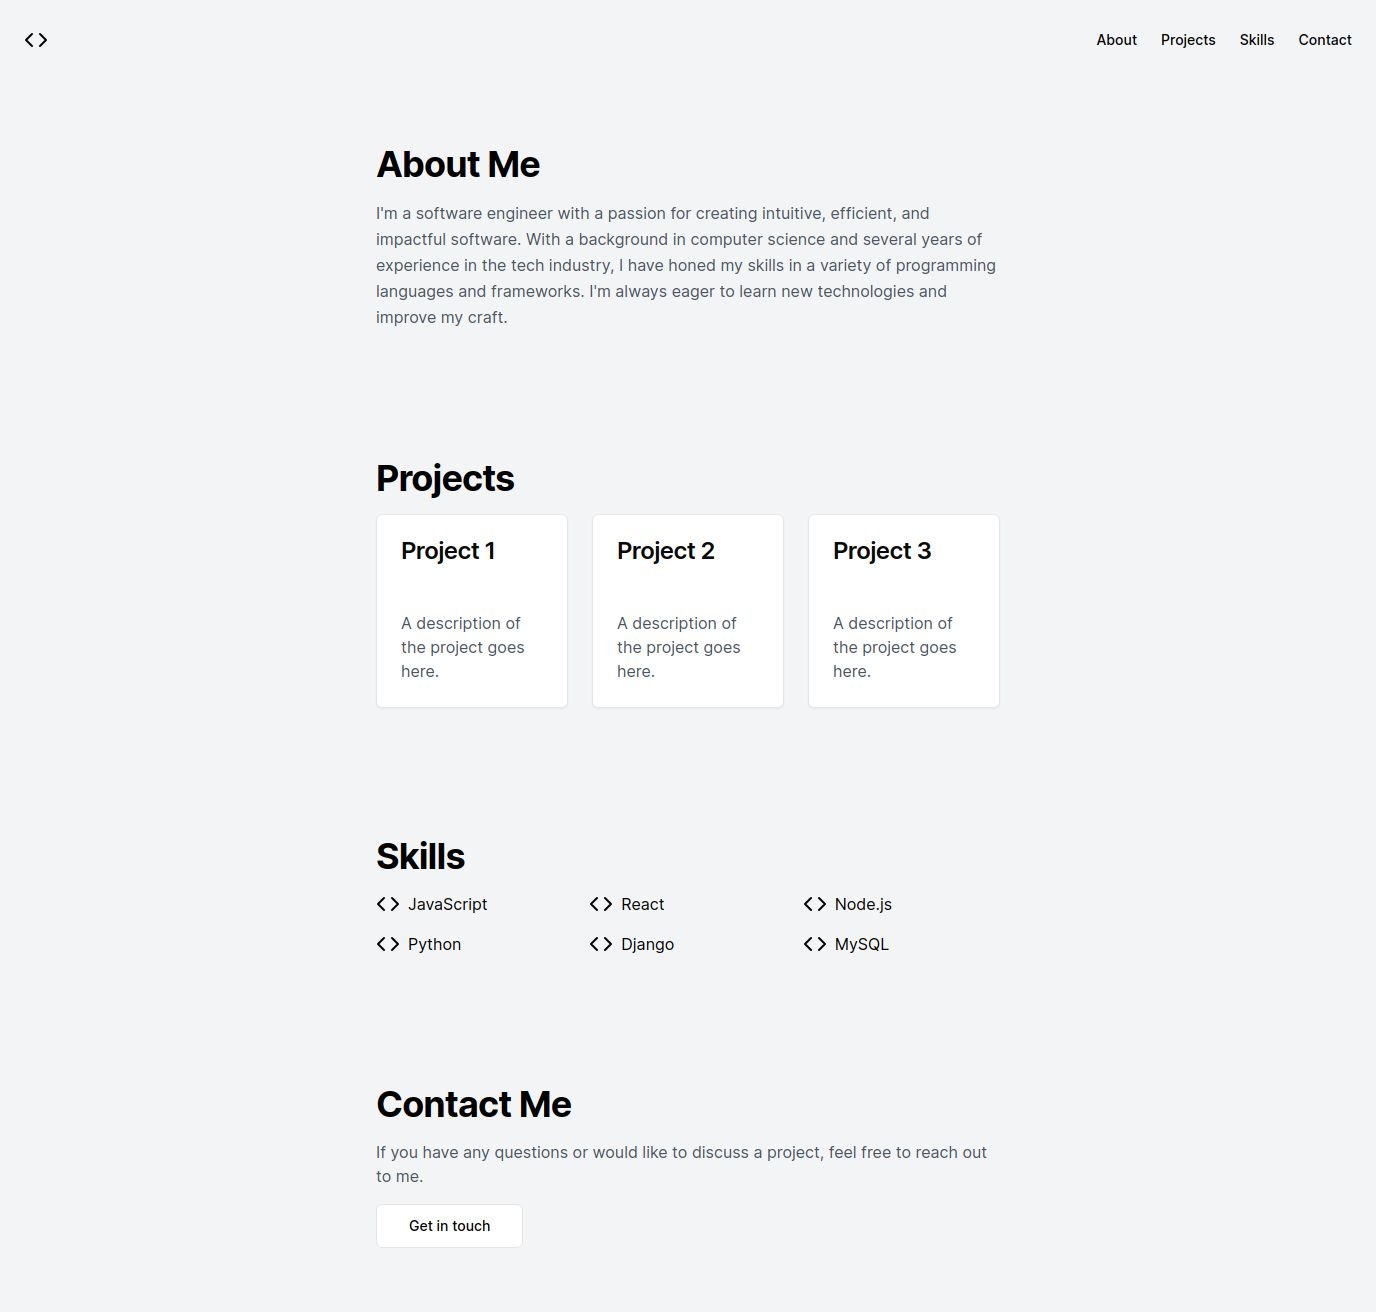 About Projects Skills Contact
About Me
I'm a software engineer with a passion for creating intuitive, efficient, and
impactful software. With a background in computer science and several years of
experience in the tech industry, I have honed my skills in a variety of programming
languages and frameworks. I'm always eager to learn new technologies and
improve my craft.
Projects
Project 1
A description of
the project goes
here.
Project 2
A description of
the project goes
here.
Project 3
A description of
the project goes
here.
Skills
JavaScript React Node.js
Python Django MySQL
Contact Me
If you have any questions or would like to discuss a project, feel free to reach out
to me.
Get in touch